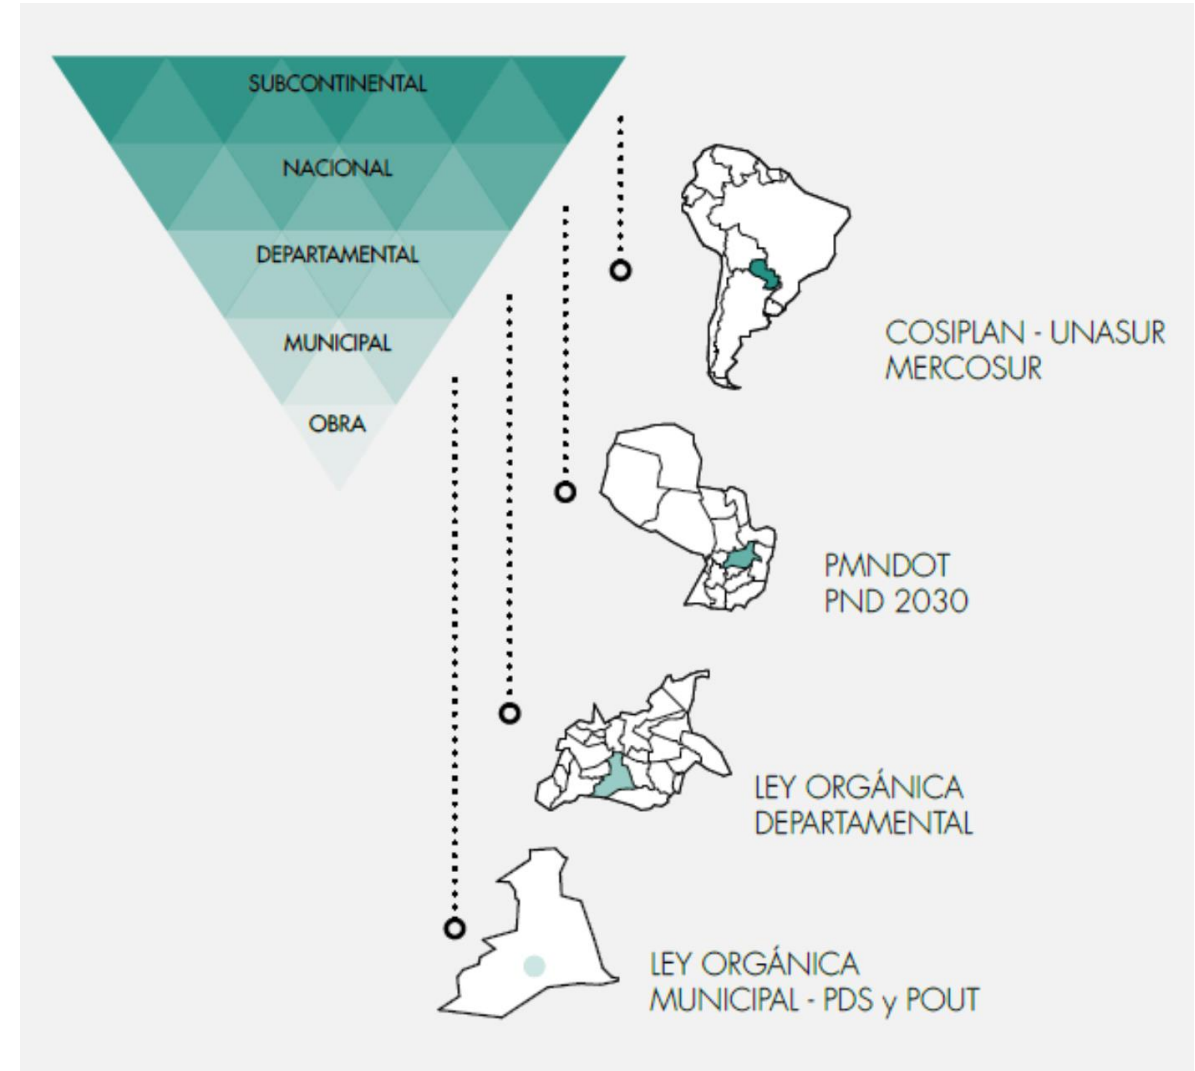 SUBCONTINENTAL
NACIONAL
DEPARTAMENTAL
MUNICIPAL
OBRA
COSIPLAN - UNASUR
MERCOSUR
PMNDOT
PND 2030
LEY ORGÁNICA
DEPARTAMENTAL
LEY ORGÁNICA
MUNICIPAL - PDS y POUT